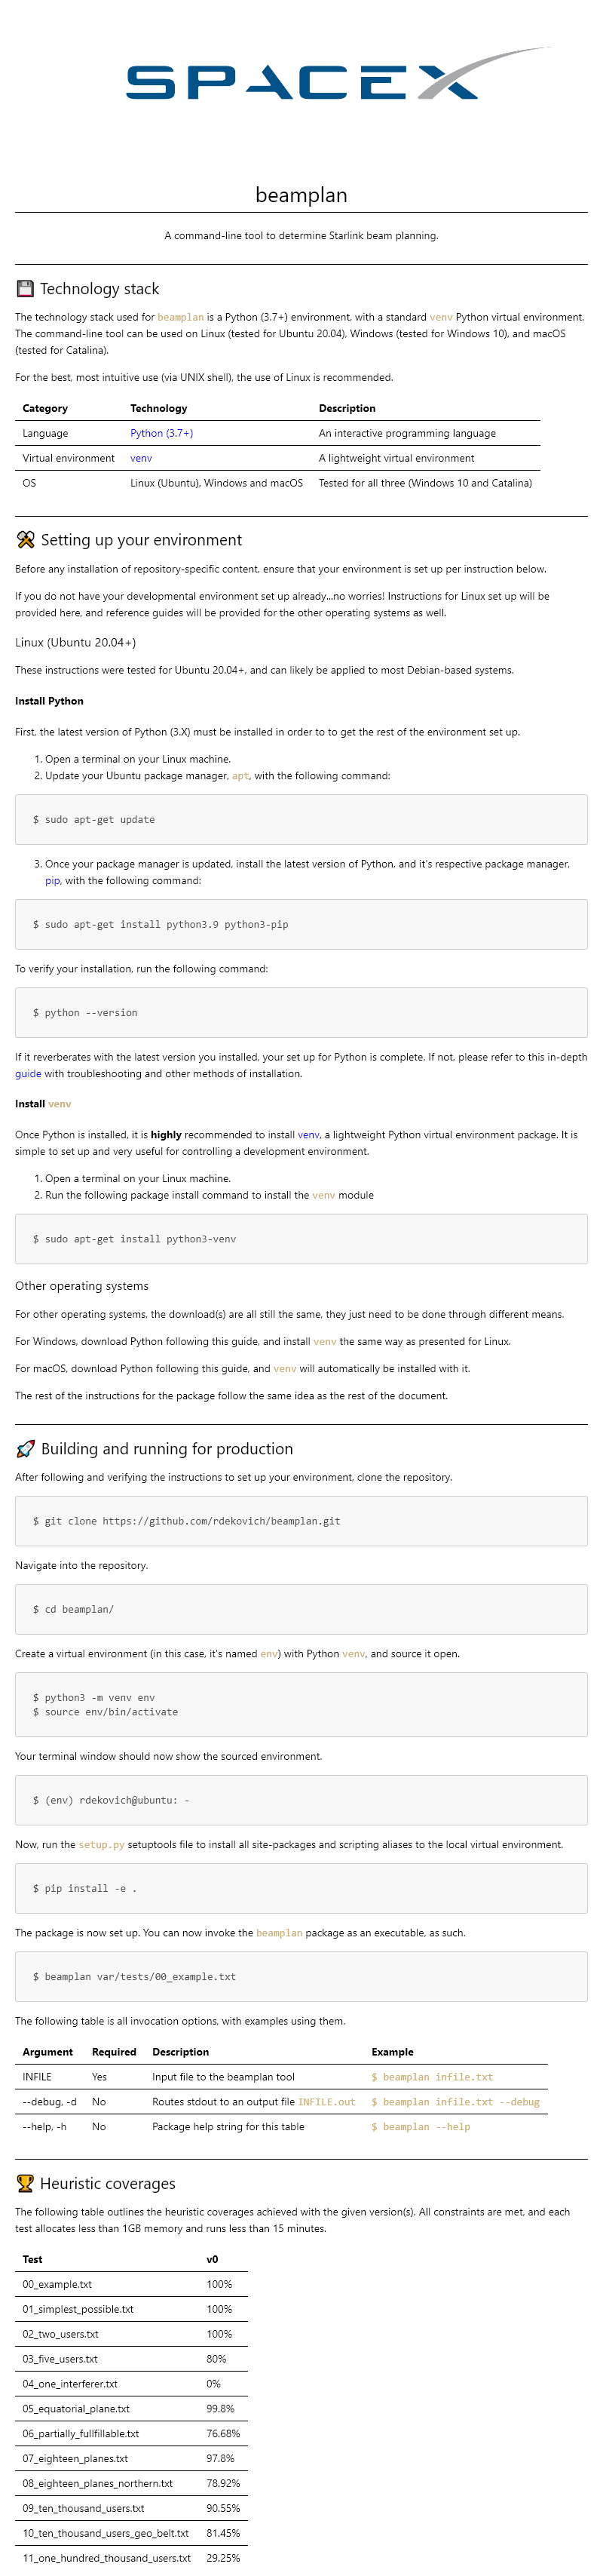 SPACEX
beamplan
A command-line tool to determine Starlink beam planning.
Technology stack
The technology stack used for beamplan is a Python (3.7+) environment, with a standard venv Python virtual environment.
The command-line tool can be used on Linux (tested for Ubuntu 20.04), Windows (tested for Windows 10), and macOS
(tested for Catalina).
For the best, most intuitive use (via UNIX shell), the use of Linux is recommended.
Category Technology Description
Language Python (3.7+) An interactive programming language
Virtual environment venv A lightweight virtual environment
OS Linux (Ubuntu), Windows and macOS Tested for all three (Windows 10 and Catalina)
Setting up your environment
Before any installation of repository-specific content, ensure that your environment is set up per instruction below.
If you do not have your developmental environment set up already...no worries! Instructions for Linux set up will be
provided here, and reference guides will be provided for the other operating systems as well.
Linux (Ubuntu 20.04+)
These instructions were tested for Ubuntu 20.04+, and can likely be applied to most Debian-based systems.
Install Python
First, the latest version of Python (3.X) must be installed in order to to get the rest of the environment set up.
1. Open a terminal on your Linux machine.
2. Update your Ubuntu package manager, apt, with the following command:
$ sudo apt-get update
3. Once your package manager is updated, install the latest version of Python, and it's respective package manager,
pip, with the following command:
$ sudo apt-get install python3.9 python3-pip
To verify your installation, run the following command:
$ python --version
If it reverberates with the latest version you installed, your set up for Python is complete. If not, please refer to this in-depth
guide with troubleshooting and other methods of installation.
Install venv
Once Python is installed, it is highly recommended to install venv, a lightweight Python virtual environment package. It is
simple to set up and very useful for controlling a development environment.
1. Open a terminal on your Linux machine.
2. Run the following package install command to install the venv module
$ sudo apt-get install python3-venv
Other operating systems
For other operating systems, the download(s) are all still the same, they just need to be done through different means.
For Windows, download Python following this guide, and install venv the same way as presented for Linux.
For macOS, download Python following this guide, and venv will automatically be installed with it.
The rest of the instructions for the package follow the same idea as the rest of the document.
Building and running for production
After following and verifying the instructions to set up your environment, clone the repository.
$ git clone https://github.com/rdekovich/beamplan.git
Navigate into the repository.
$ cd beamplan/
Create a virtual environment (in this case, it's named env) with Python venv, and source it open.
$ python3 -m venv env
$ source env/bin/activate
Your terminal window should now show the sourced environment.
$ (env) rdekovich@ubuntu: -
Now, run the setup.py setuptools file to install all site-packages and scripting aliases to the local virtual environment.
$ pip install -e .
The package is now set up. You can now invoke the beamplan package as an executable, as such.
$ beamplan var/tests/00_example.txt
The following table is all invocation options, with examples using them.
Argument Required Description Example
INFILE Yes Input file to the beamplan tool $ beamplan infile.txt
--debug, -d No Routes stdout to an output file INFILE.out $ beamplan infile.txt --debug
--help, -h No Package help string for this table $ beamplan --help
Heuristic coverages
The following table outlines the heuristic coverages achieved with the given version(s). All constraints are met, and each
test allocates less than 1GB memory and runs less than 15 minutes.
Test v0
00_example.txt 100%
01_simplest_possible.txt 100%
02_two_users.txt 100%
03_five_users.txt 80%
04_one_interferer.txt 0%
05_equatorial_plane.txt 99.8%
06_partially_fullfillable.txt 76.68%
07_eighteen_planes.txt 97.8%
08_eighteen_planes_northern.txt 78.92%
09_ten_thousand_users.txt 90.55%
10_ten_thousand_users_geo_belt.txt 81.45%
11_one_hundred_thousand_users.txt 29.25%